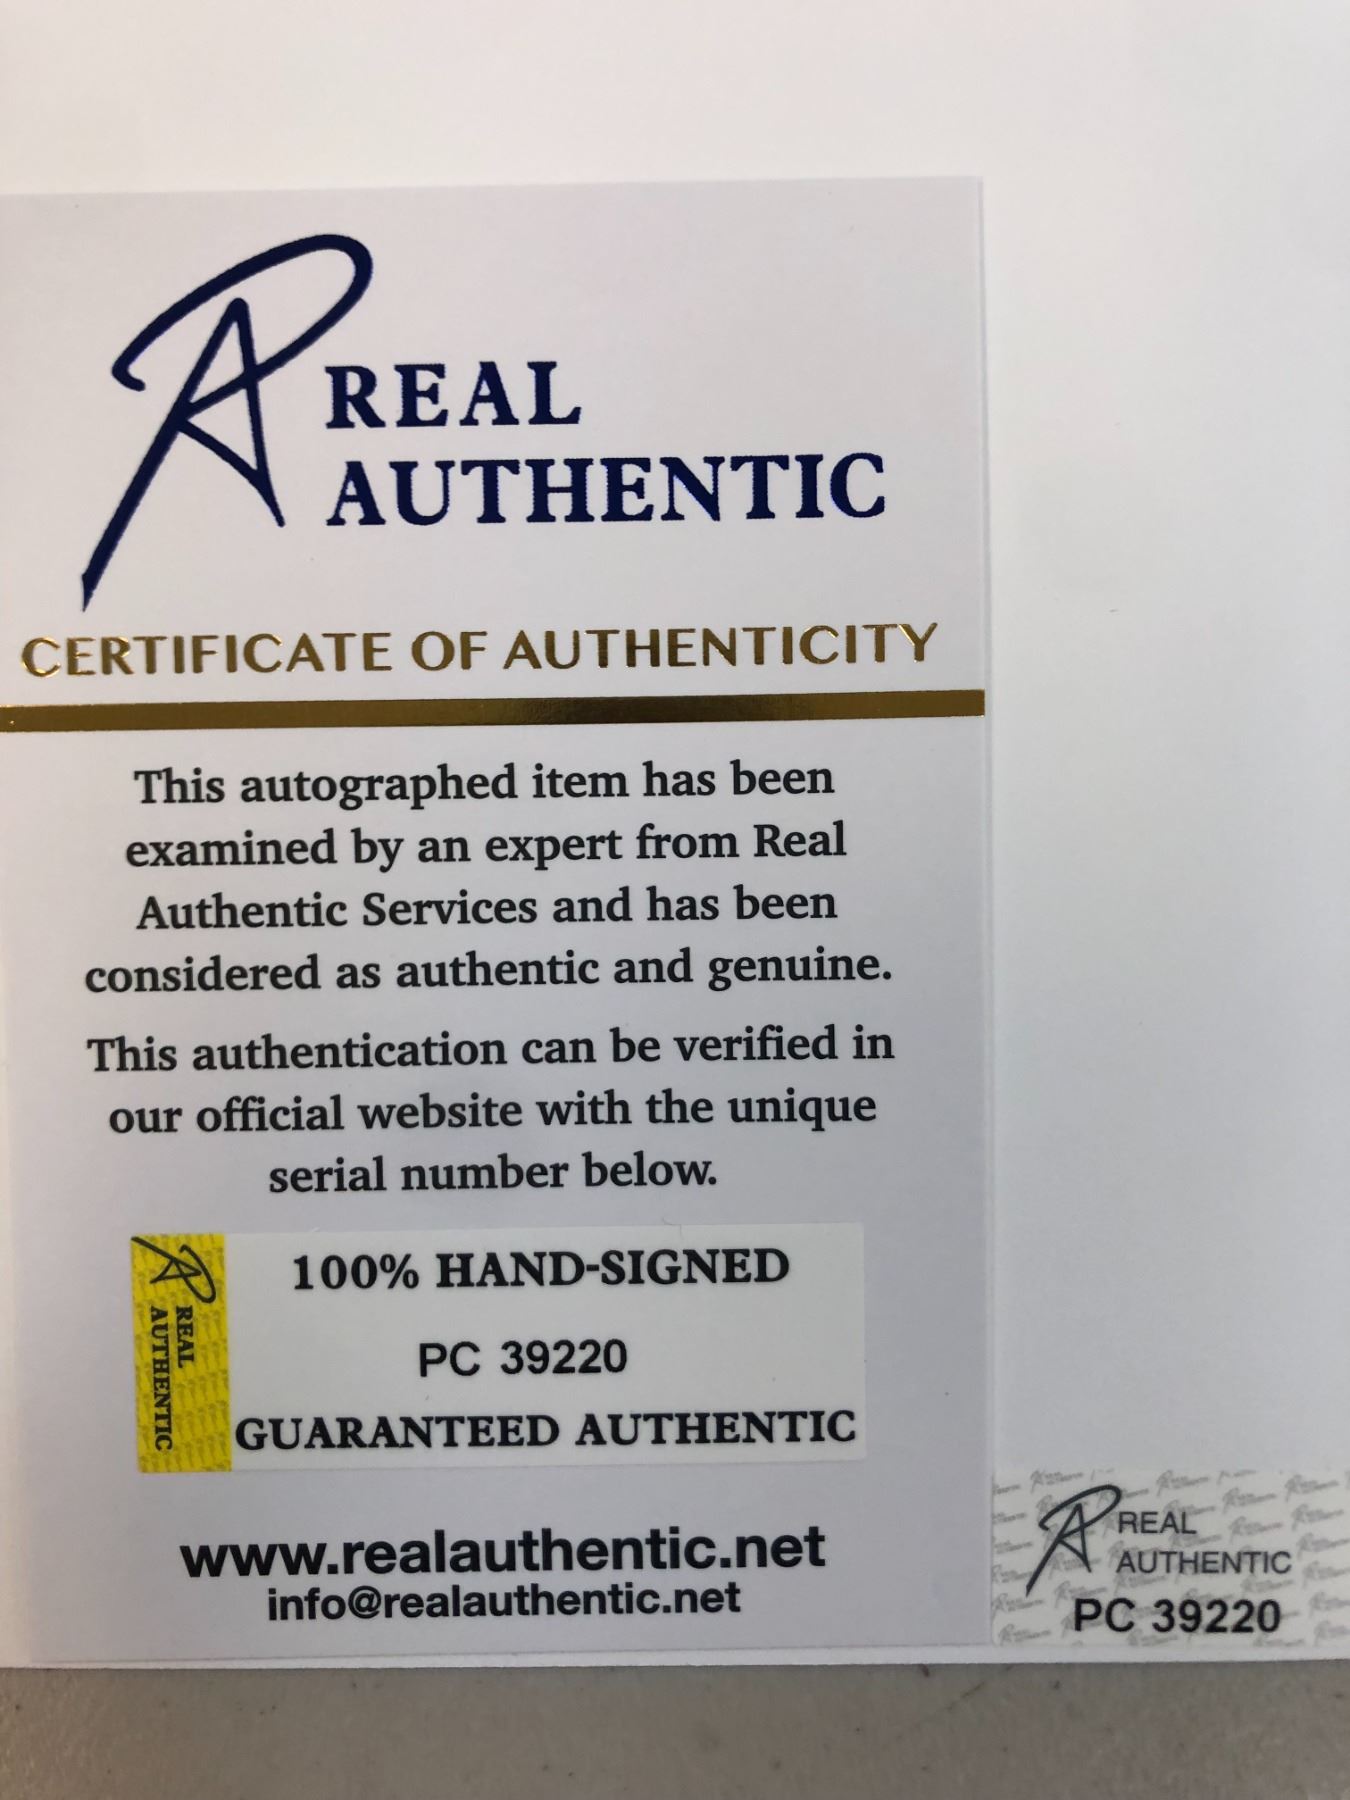 REAL
AUTHENTIC
CERTIFICATE OF AUTHENTICITY
This autographed item has been
examined by an expert from Real
Authentic Services and has been
considered as authentic and genuine.
This authentication can be verified in
our official website with the unique
serial number below.
REAL
AUTHENTIC
100% HAND-SIGNED
PC 39220
GUARANTEED AUTHENTIC
www.realauthentic.net
info@realauthentic.net
REAL
AUTHENTIC
PC 39220